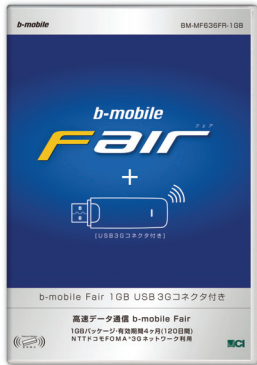 b-mobile BM-MF636FR-1GB
b-mobile
フェア
Fair
+
[USB3Gコネクタ付き]
b-mobile Fair 1GB USB 3Gコネクタ付き
高速データ通信 b-mobile Fair
1GBパッケージ・有効期間4ヶ月(120日間)
NTTドコモFOMA®3Gネットワーク利用